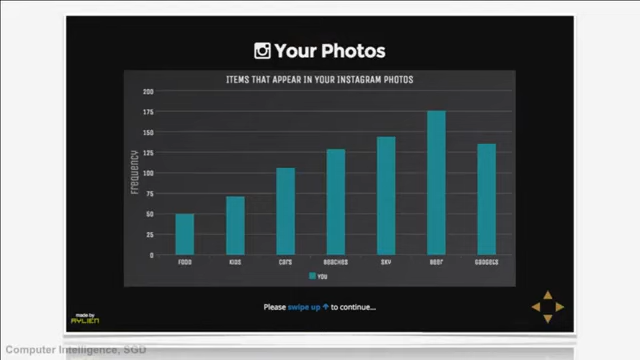 Your Photos
ITEMS THAT APPEAR IN YOUR INSTAGRAM PHOTOS
200
175
150
125
100
75
50
25
0
Frequency
FOOD KIDS CARS BEACHES SKY BEER GADGETS
YOU
Please swipe up ↑ to continue...
made by
AYLIEN
Computer Intelligence, SGD